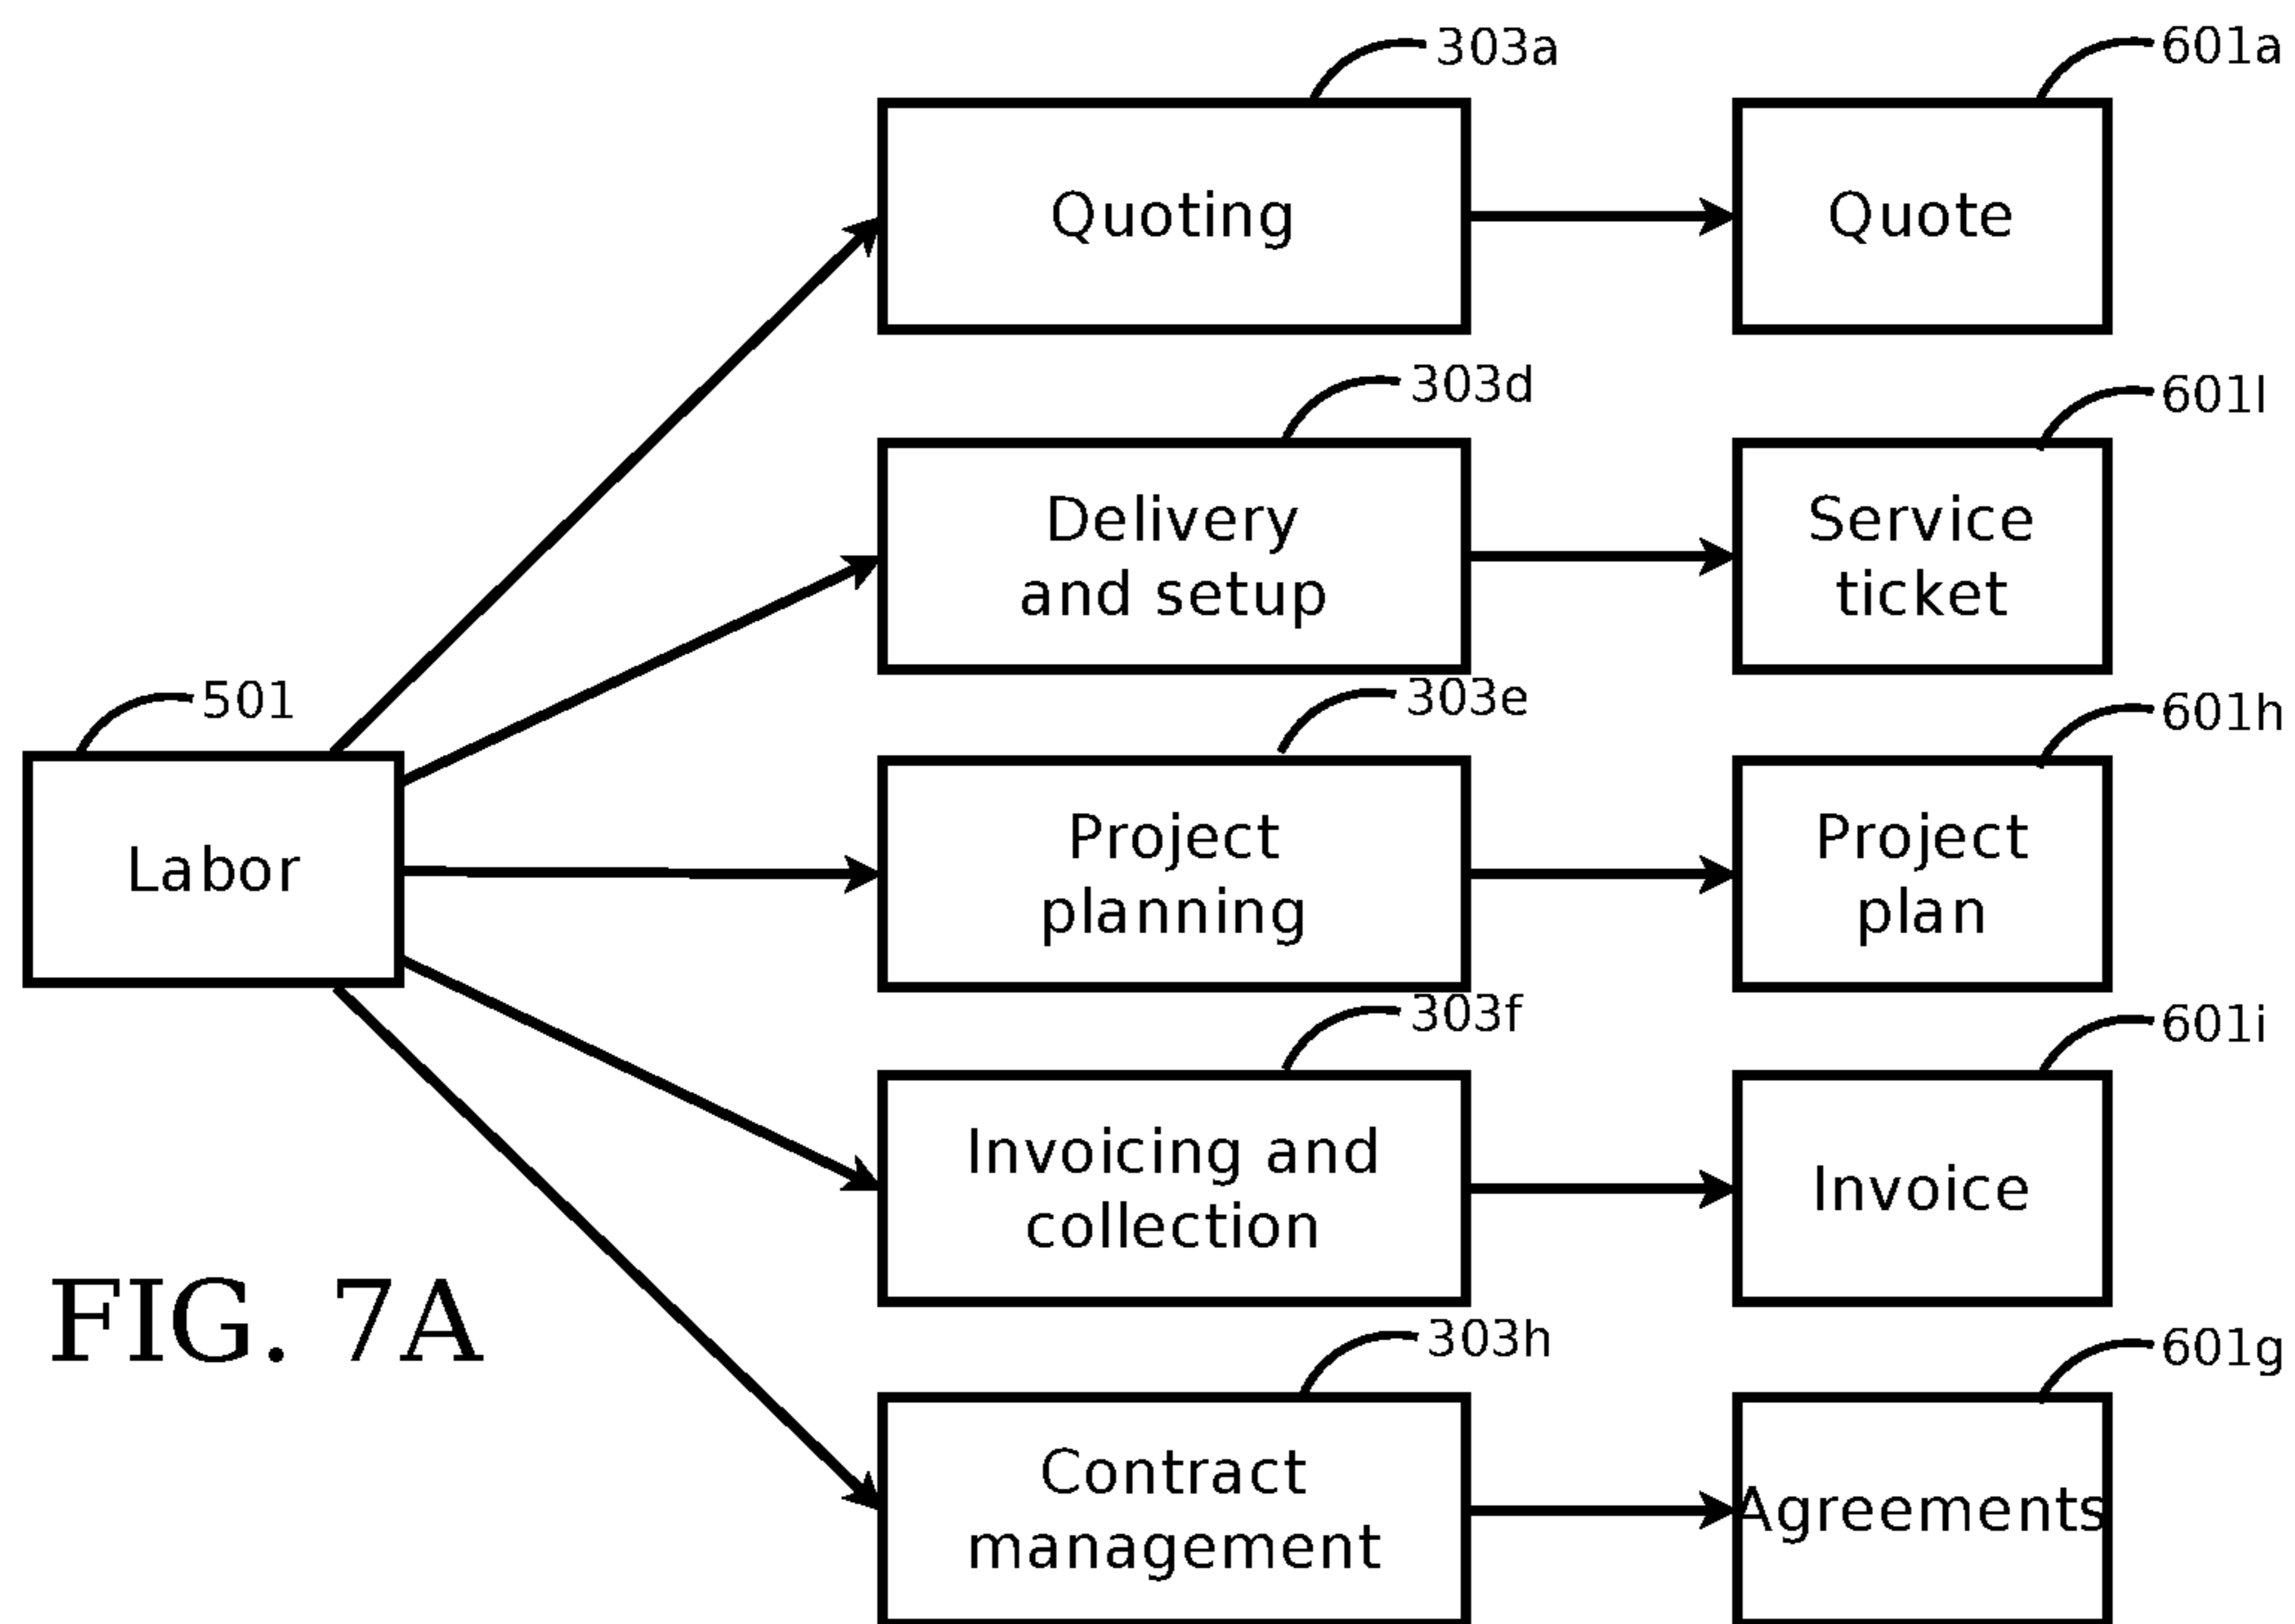 303a
601a
Quoting
Quote
303d
601l
Delivery
and setup
Service
ticket
501
Labor
303e
601h
Project
planning
Project
plan
303f
601i
Invoicing and
collection
Invoice
303h
601g
Contract
management
Agreements
FIG. 7A